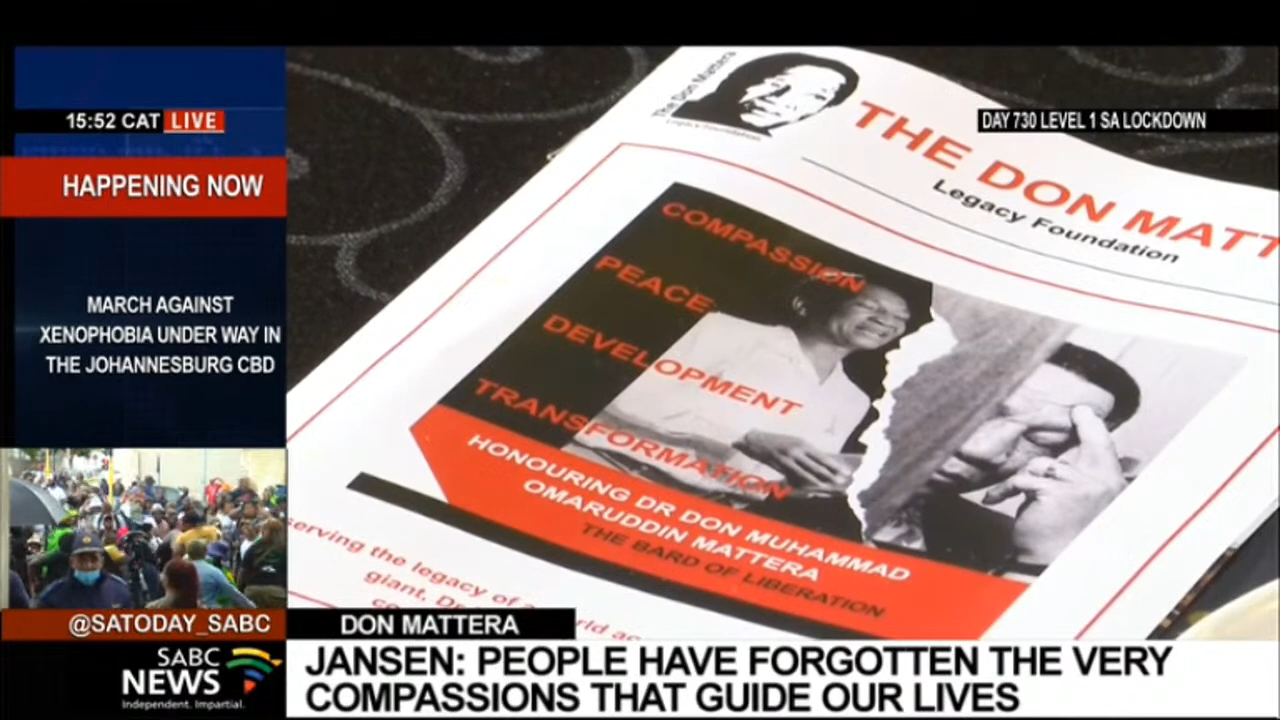 15:52 CAT LIVE
HAPPENING NOW
MARCH AGAINST
XENOPHOBIA UNDER WAY IN
THE JOHANNESBURG CBD
@SATODAY_SABC
SABC
NEWS
Independent. Impartial.
DAY 730 LEVEL 1 SA LOCKDOWN
The Don Mattera
Legacy Foundation
THE DON MATT
Legacy Foundation
COMPASSION
PEACE
DEVELOPMENT
TRANSFORMATION
HONOURING DR DON MUHAMMAD
OMARUDDIN MATTERA
THE BARD OF LIBERATION
serving the legacy of
giant. Dr
DON MATTERA
JANSEN: PEOPLE HAVE FORGOTTEN THE VERY
COMPASSIONS THAT GUIDE OUR LIVES